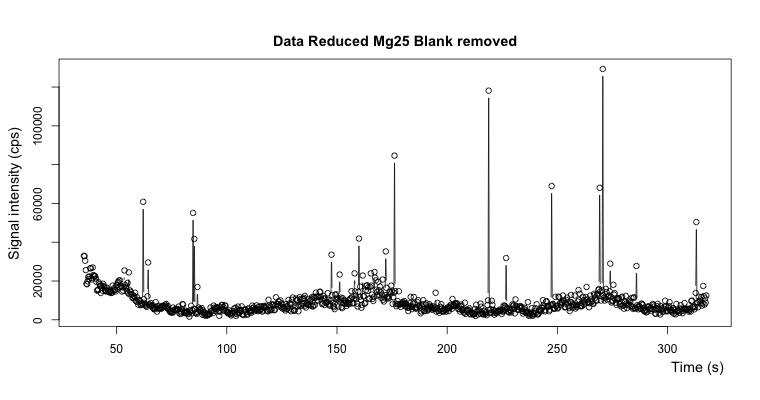 Data Reduced Mg25 Blank removed
Signal intensity (cps)
100000
60000
20000
0
50 100 150 200 250 300
Time (s)